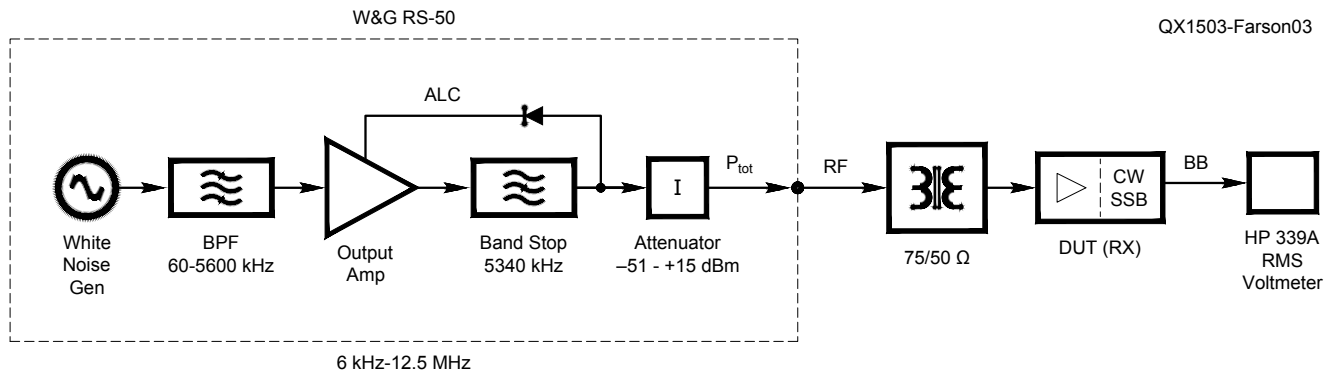 W&G RS-50
QX1503-Farson03
ALC
P_tot
RF
BB
I
CW
SSB
White
Noise
Gen
BPF
60-5600 kHz
Output
Amp
Band Stop
5340 kHz
Attenuator
–51 - +15 dBm
75/50 Ω
DUT (RX)
HP 339A
RMS
Voltmeter
6 kHz-12.5 MHz